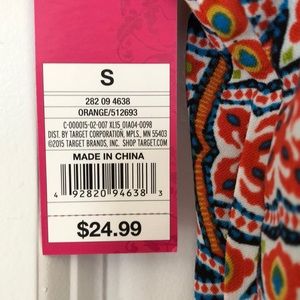 S
282 09 4638
ORANGE/512693
C-000015-02-007 XL15 01A04-0098
DIST. BY TARGET CORPORATION, MPLS, MN 55403
©2015 TARGET BRANDS, INC. SHOP TARGET.COM
MADE IN CHINA
4 92820 94638 3
$24.99